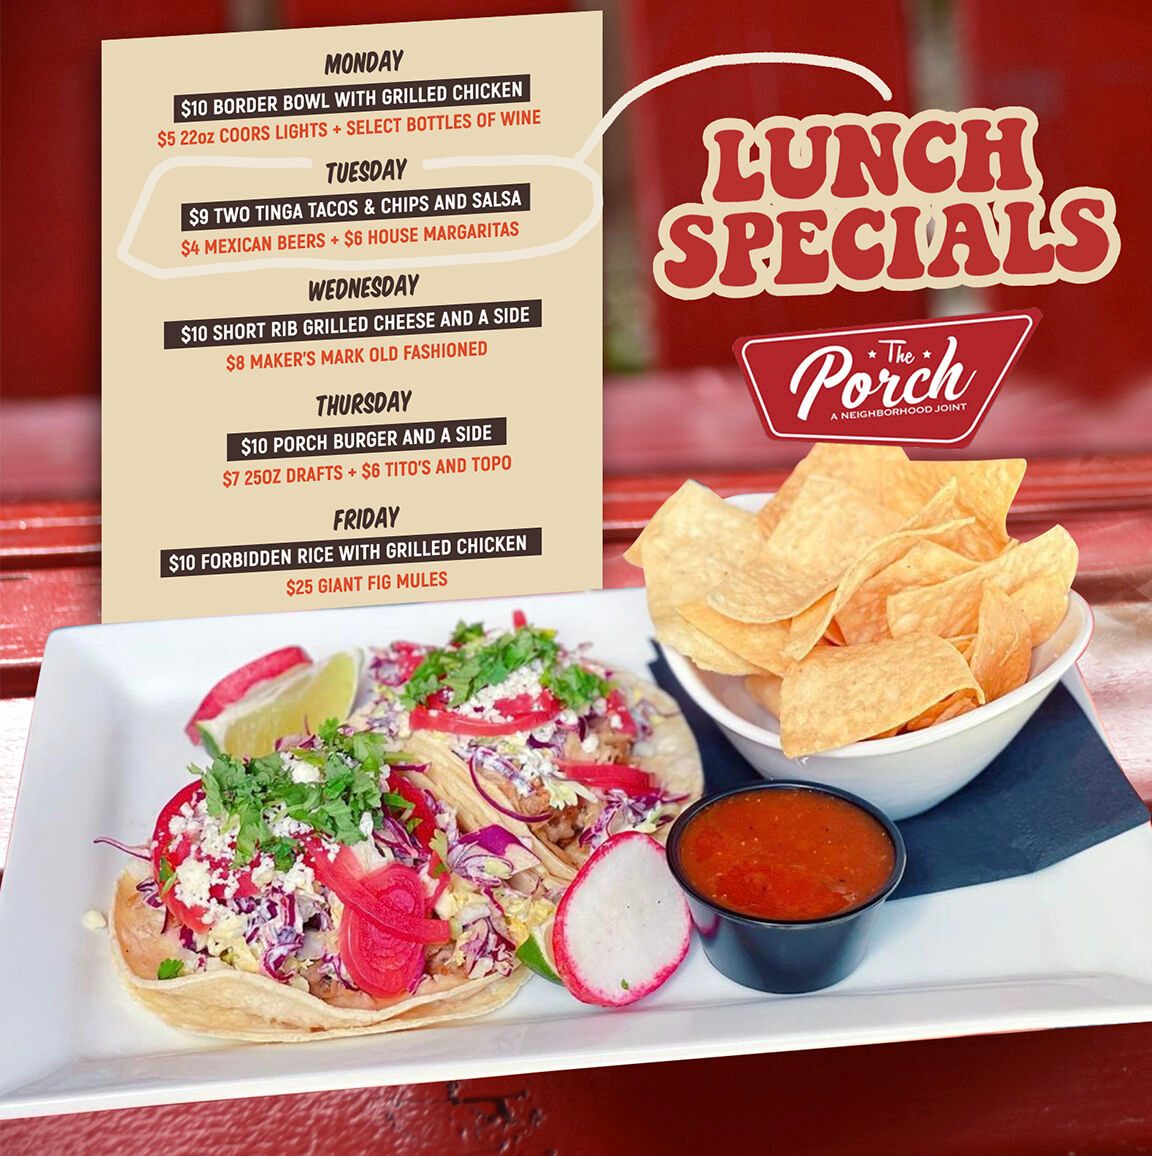 MONDAY
$10 BORDER BOWL WITH GRILLED CHICKEN
$5 22oz COORS LIGHTS + SELECT BOTTLES OF WINE
TUESDAY
$9 TWO TINGA TACOS & CHIPS AND SALSA
$4 MEXICAN BEERS + $6 HOUSE MARGARITAS
WEDNESDAY
$10 SHORT RIB GRILLED CHEESE AND A SIDE
$8 MAKER'S MARK OLD FASHIONED
THURSDAY
$10 PORCH BURGER AND A SIDE
$7 25OZ DRAFTS + $6 TITO'S AND TOPO
FRIDAY
$10 FORBIDDEN RICE WITH GRILLED CHICKEN
$25 GIANT FIG MULES
LUNCH
SPECIALS
The
Porch
A NEIGHBORHOOD JOINT